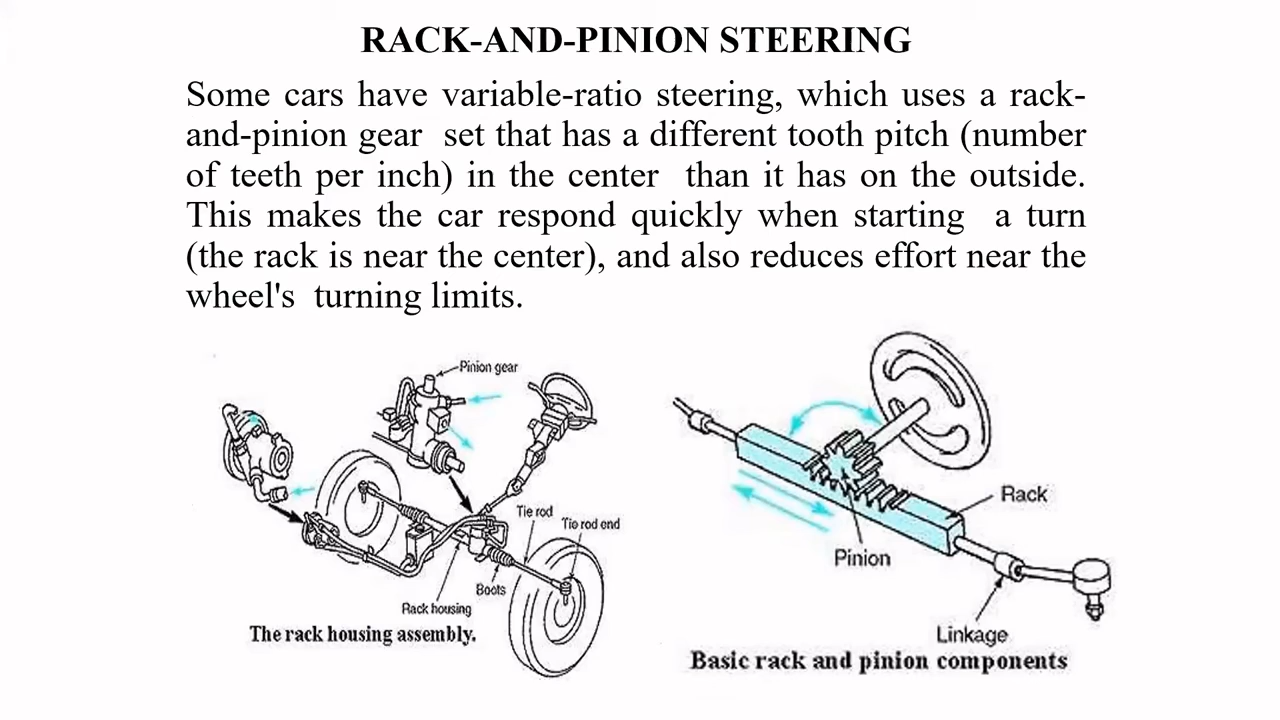 RACK-AND-PINION STEERING
Some cars have variable-ratio steering, which uses a rack-
and-pinion gear set that has a different tooth pitch (number
of teeth per inch) in the center than it has on the outside.
This makes the car respond quickly when starting a turn
(the rack is near the center), and also reduces effort near the
wheel's turning limits.
Pinion gear
Tie rod
Tio rod ond
Boots
Rack housing
The rack housing assembly.
Rack
Pinion
Linkage
Basic rack and pinion components